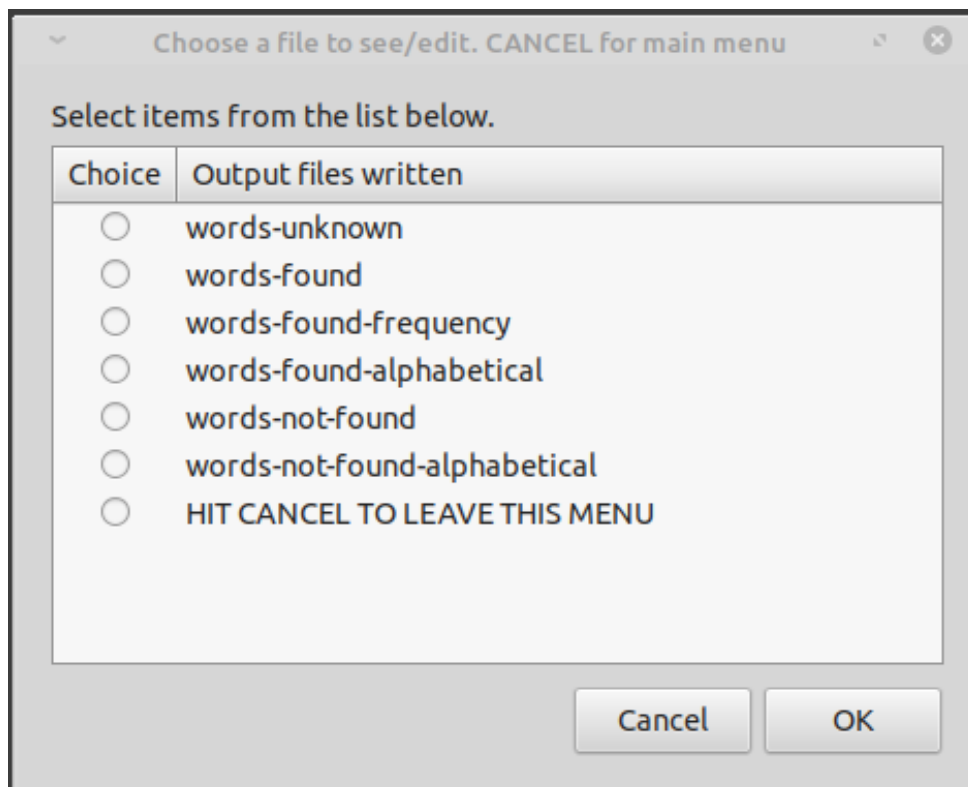 Choose a file to see/edit. CANCEL for main menu
Select items from the list below.
Choice Output files written
words-unknown
words-found
words-found-frequency
words-found-alphabetical
words-not-found
words-not-found-alphabetical
HIT CANCEL TO LEAVE THIS MENU
Cancel OK